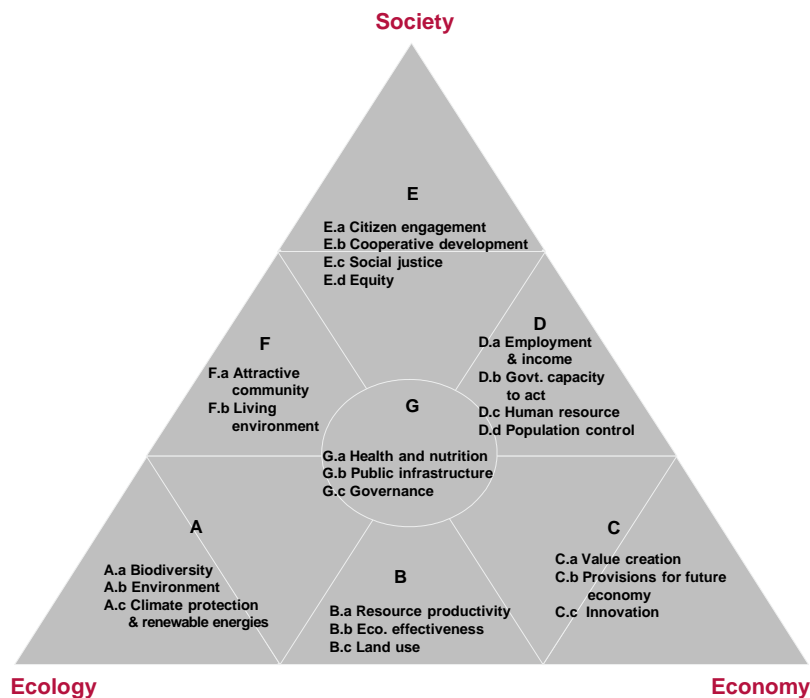 Society
E
E.a Citizen engagement
E.b Cooperative development
E.c Social justice
E.d Equity
F
F.a Attractive
community
F.b Living
environment
D
D.a Employment
& income
D.b Govt. capacity
to act
D.c Human resource
D.d Population control
G
G.a Health and nutrition
G.b Public infrastructure
G.c Governance
A
A.a Biodiversity
A.b Environment
A.c Climate protection
& renewable energies
B
B.a Resource productivity
B.b Eco. effectiveness
B.c Land use
C
C.a Value creation
C.b Provisions for future
economy
C.c Innovation
Ecology
Economy